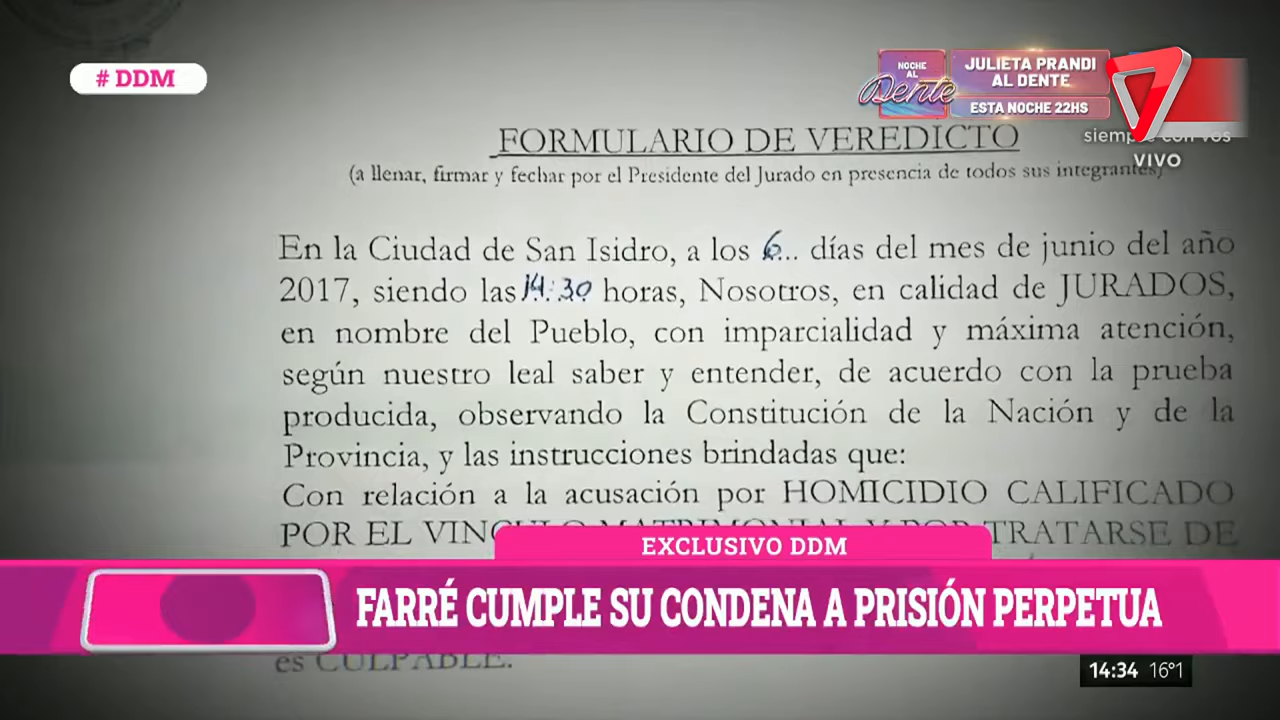 # DDM
NOCHE
AL
Dente
JULIETA PRANDI
AL DENTE
ESTA NOCHE 22HS
siempre con vos
VIVO
FORMULARIO DE VEREDICTO
(a llenar, firmar y fechar por el Presidente del Jurado en presencia de todos sus integrantes)
En la Ciudad de San Isidro, a los 6... días del mes de junio del año
2017, siendo las 14:30 horas, Nosotros, en calidad de JURADOS,
en nombre del Pueblo, con imparcialidad y máxima atención,
según nuestro leal saber y entender, de acuerdo con la prueba
producida, observando la Constitución de la Nación y de la
Provincia, y las instrucciones brindadas que:
Con relación a la acusación por HOMICIDIO CALIFICADO
POR EL VINCULO MATRIMONIAL Y POR TRATARSE DE
EXCLUSIVO DDM
FARRÉ CUMPLE SU CONDENA A PRISIÓN PERPETUA
es CULPABLE.
14:34 16°1